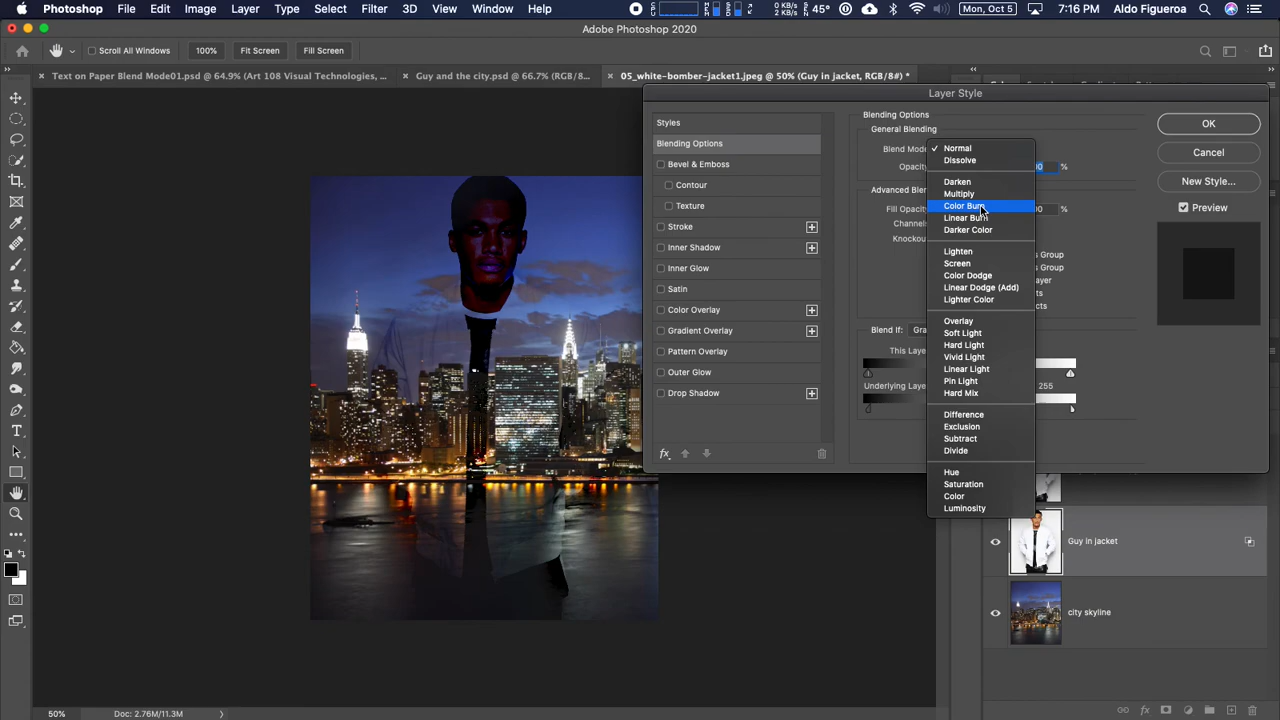 Photoshop File Edit Image Layer Type Select Filter 3D View Window Help 45° Mon, Oct 5 7:16 PM Aldo Figueroa
0 KB/s
2 KB/s
Adobe Photoshop 2020
Scroll All Windows 100% Fit Screen Fill Screen
Text on Paper Blend Mode01.psd @ 64.9% (Art 108 Visual Technologies, ...
Guy and the city.psd @ 66.7% (RGB/8...
05_white-bomber-jacket1.jpeg @ 50% (Guy in jacket, RGB/8#) *
Layer Style
Styles
Blending Options
Bevel & Emboss
Contour
Texture
Stroke
Inner Shadow
Inner Glow
Satin
Color Overlay
Gradient Overlay
Pattern Overlay
Outer Glow
Drop Shadow
fx
Blending Options
General Blending
Blend Mode
Opacity %
Advanced Blen
Fill Opacity 00 %
Channels
Knockou
s Group
s Group
ayer
ts
cts
Blend If: Gra
This Laye
Underlying Laye 255
Normal
Dissolve
Darken
Multiply
Color Burn
Linear Burn
Darker Color
Lighten
Screen
Color Dodge
Linear Dodge (Add)
Lighter Color
Overlay
Soft Light
Hard Light
Vivid Light
Linear Light
Pin Light
Hard Mix
Difference
Exclusion
Subtract
Divide
Hue
Saturation
Color
Luminosity
OK
Cancel
New Style...
Preview
Guy in jacket
city skyline
50% Doc: 2.76M/11.3M